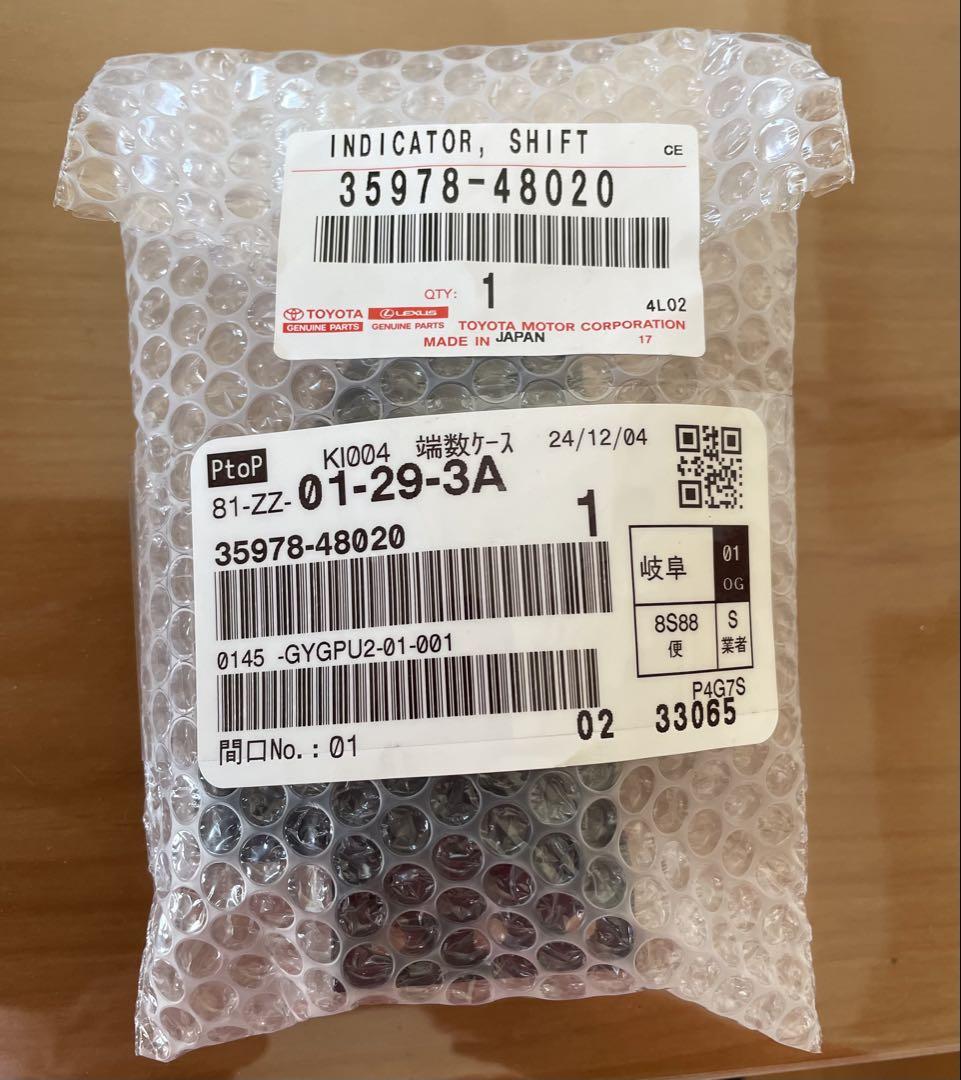 INDICATOR, SHIFT
CE
35978-48020
QTY: 1
4L02
TOYOTA LEXUS
GENUINE PARTS GENUINE PARTS TOYOTA MOTOR CORPORATION
MADE IN JAPAN 17
PtoP KI004 端数ケース 24/12/04
81-ZZ-01-29-3A
1
35978-48020
岐阜 01
OG
8S88 S
便 業者
0145 -GYGPU2-01-001
P4G7S
02 33065
間口No.: 01